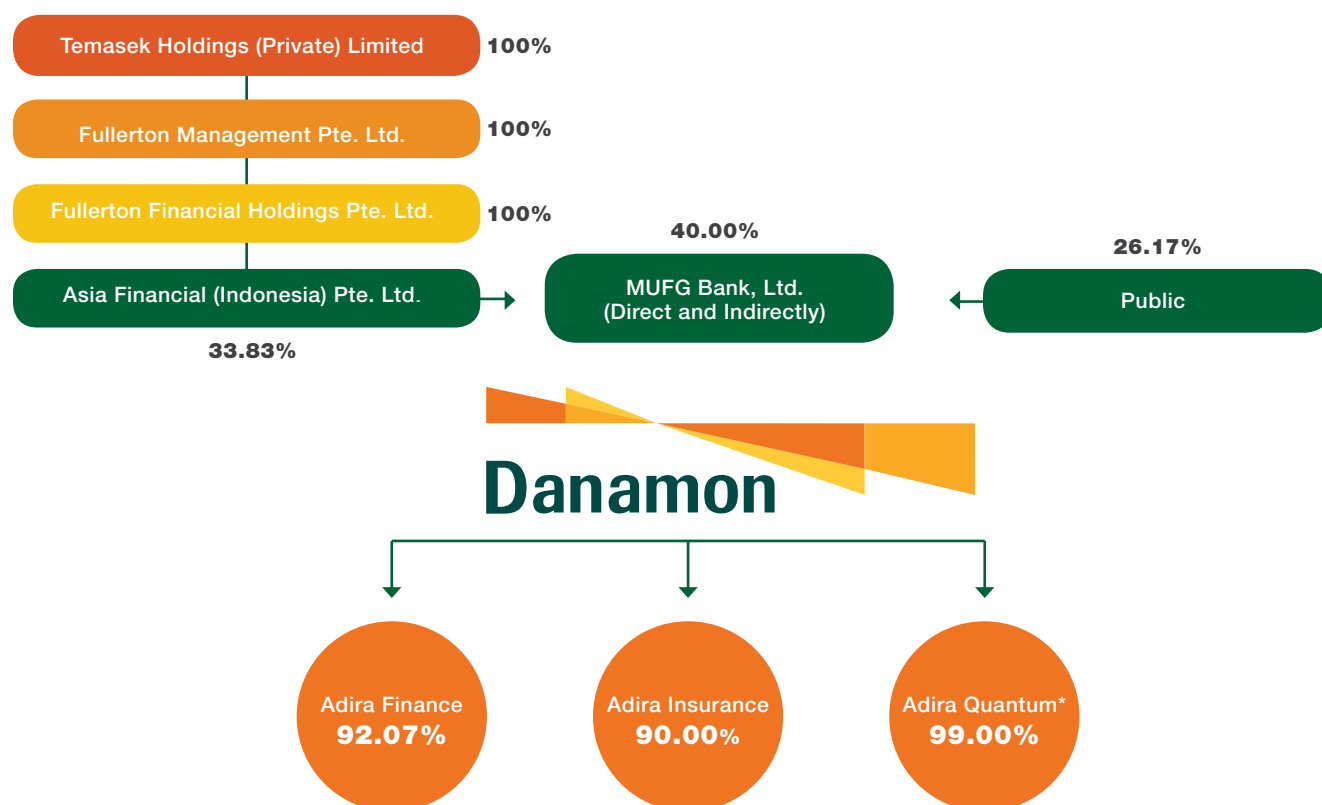 Temasek Holdings (Private) Limited
100%
Fullerton Management Pte. Ltd.
100%
Fullerton Financial Holdings Pte. Ltd.
100%
Asia Financial (Indonesia) Pte. Ltd.
33.83%
40.00%
MUFG Bank, Ltd.
(Direct and Indirectly)
26.17%
Public
Danamon
Adira Finance
92.07%
Adira Insurance
90.00%
Adira Quantum*
99.00%